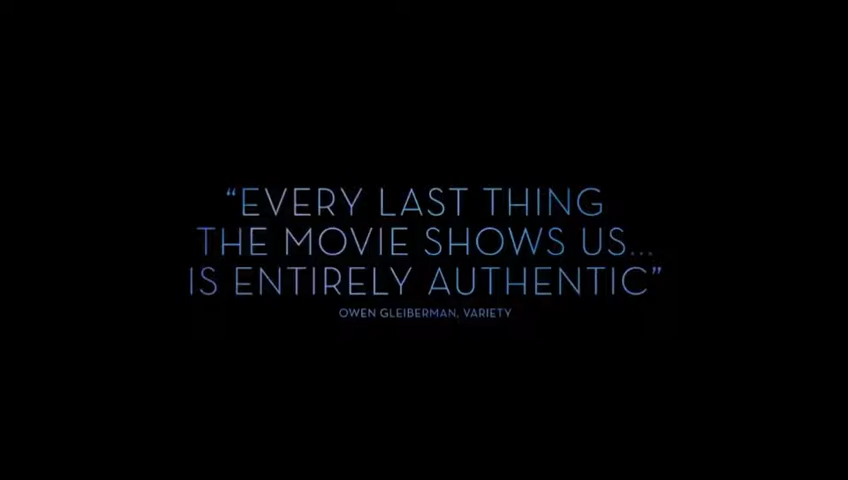 “EVERY LAST THING
THE MOVIE SHOWS US...
IS ENTIRELY AUTHENTIC”
OWEN GLEIBERMAN, VARIETY